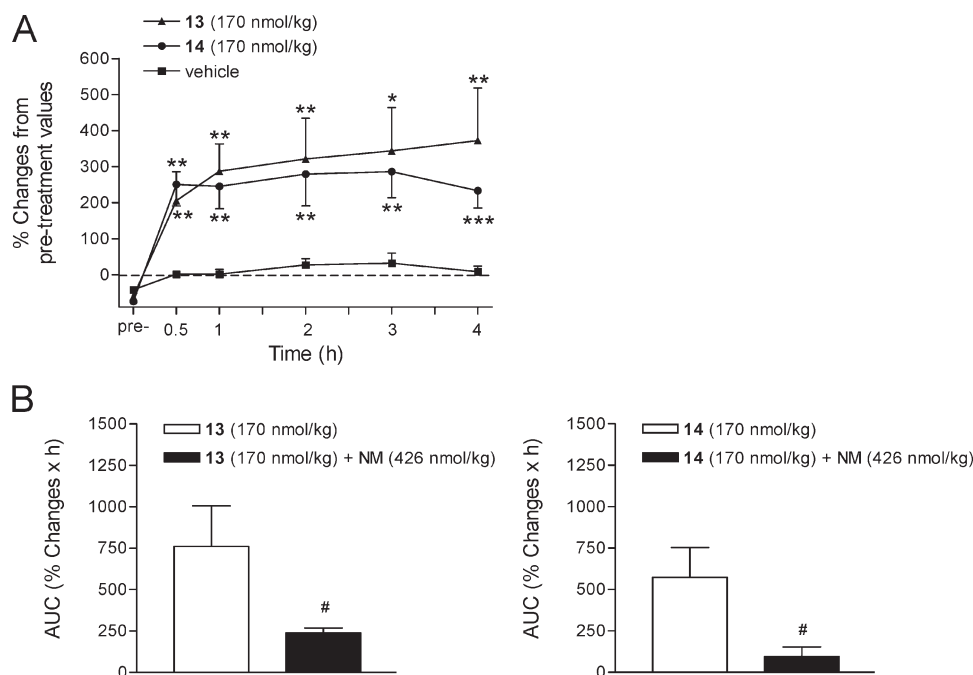 A
13 (170 nmol/kg)
14 (170 nmol/kg)
vehicle
% Changes from
pre-treatment values
600
500
400
300
200
100
0
** ** ** * **
** ** ** ** ***
pre- 0.5 1 2 3 4
Time (h)
B
AUC (% Changes x h)
1500
1250
1000
750
500
250
0
13 (170 nmol/kg)
13 (170 nmol/kg) + NM (426 nmol/kg)
#
AUC (% Changes x h)
1500
1250
1000
750
500
250
0
14 (170 nmol/kg)
14 (170 nmol/kg) + NM (426 nmol/kg)
#